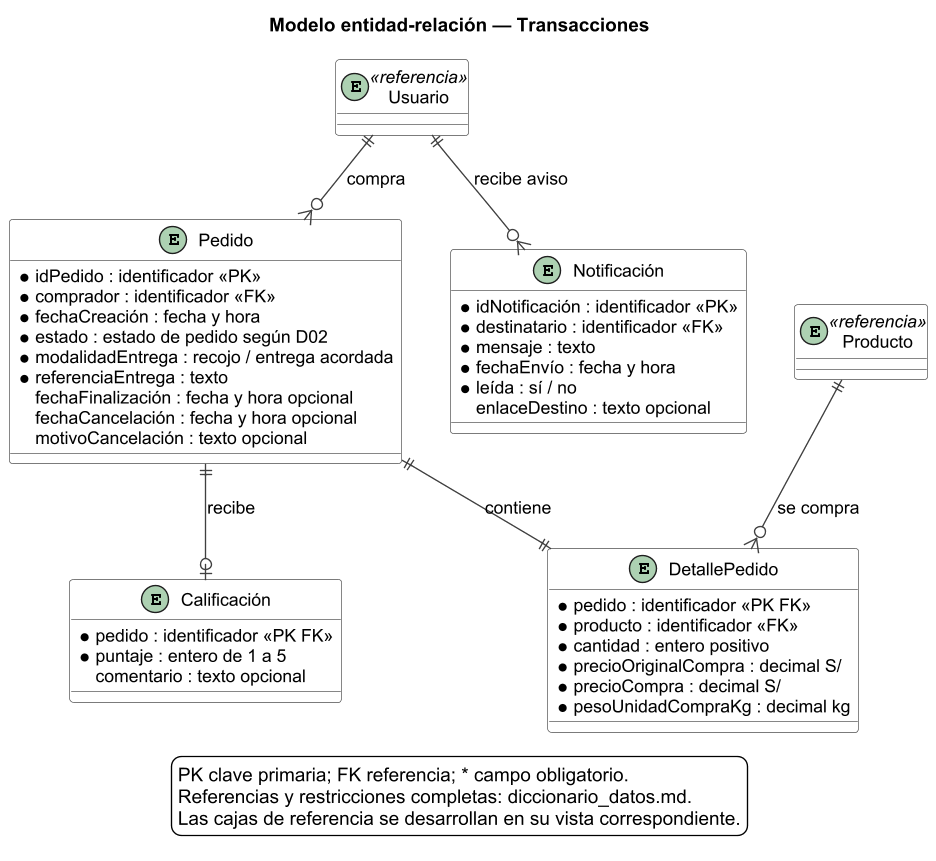 Modelo entidad-relación — Transacciones
E
«referencia»
Usuario
compra
recibe aviso
E
Pedido
idPedido : identificador «PK»
comprador : identificador «FK»
fechaCreación : fecha y hora
estado : estado de pedido según D02
modalidadEntrega : recojo / entrega acordada
referenciaEntrega : texto
fechaFinalización : fecha y hora opcional
fechaCancelación : fecha y hora opcional
motivoCancelación : texto opcional
E
Notificación
idNotificación : identificador «PK»
destinatario : identificador «FK»
mensaje : texto
fechaEnvío : fecha y hora
leída : sí / no
enlaceDestino : texto opcional
E
«referencia»
Producto
recibe
contiene
se compra
E
Calificación
pedido : identificador «PK FK»
puntaje : entero de 1 a 5
comentario : texto opcional
E
DetallePedido
pedido : identificador «PK FK»
producto : identificador «FK»
cantidad : entero positivo
precioOriginalCompra : decimal S/
precioCompra : decimal S/
pesoUnidadCompraKg : decimal kg
PK clave primaria; FK referencia; * campo obligatorio.
Referencias y restricciones completas: diccionario_datos.md.
Las cajas de referencia se desarrollan en su vista correspondiente.